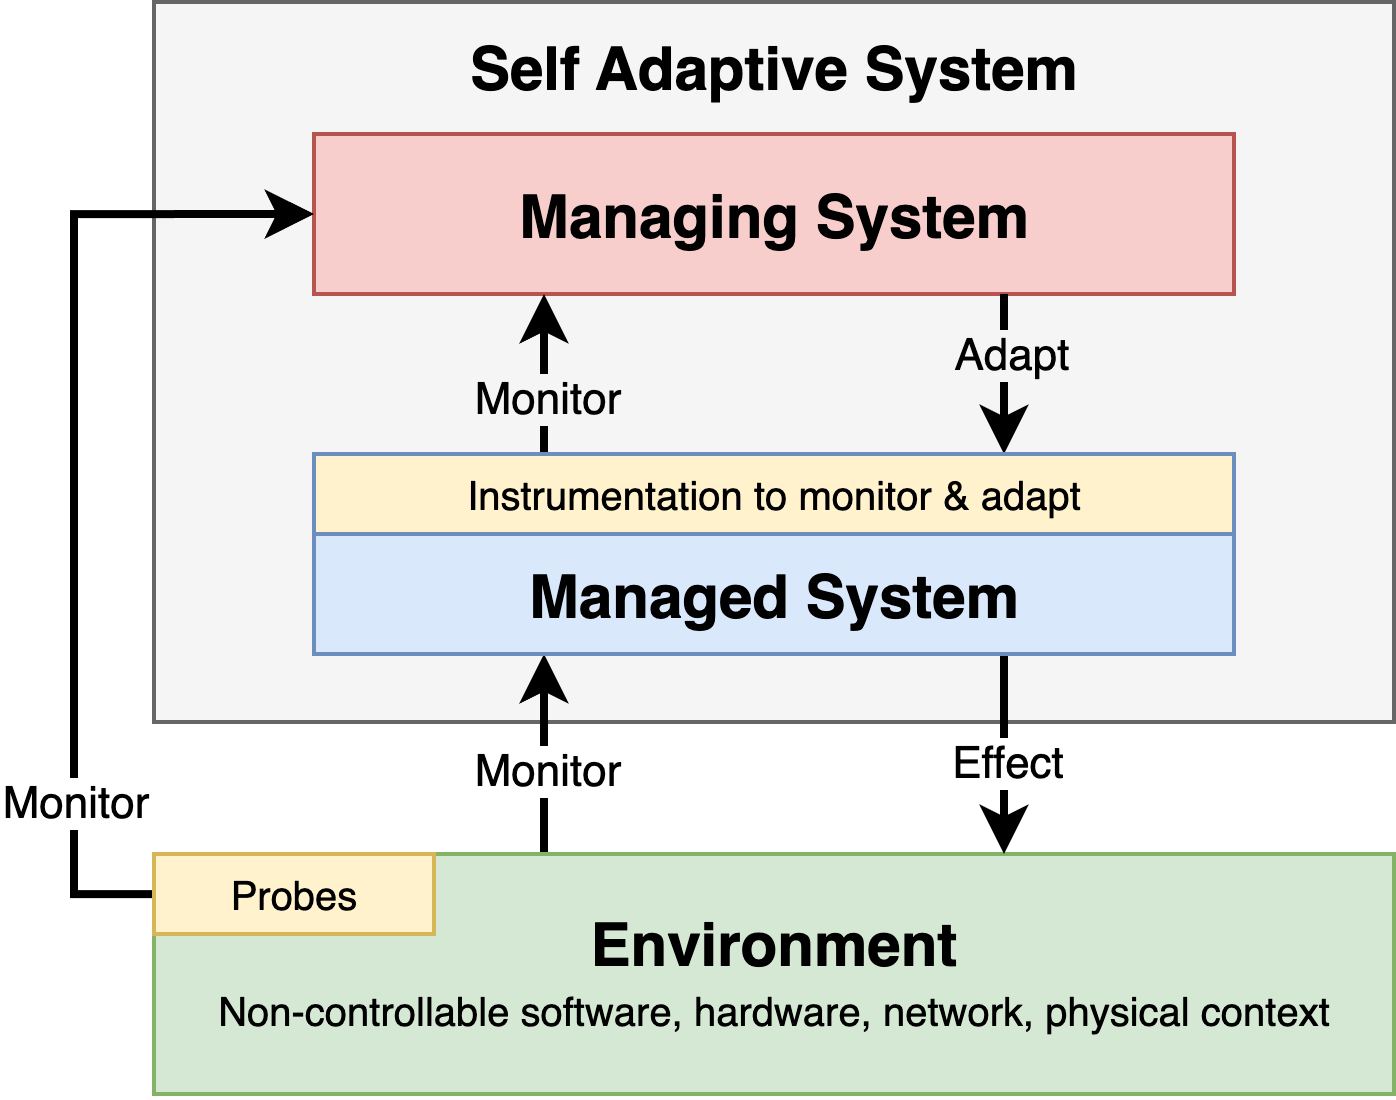 Self Adaptive System
Managing System
Adapt
Monitor
Instrumentation to monitor & adapt
Managed System
Monitor
Effect
Monitor
Probes
Environment
Non-controllable software, hardware, network, physical context